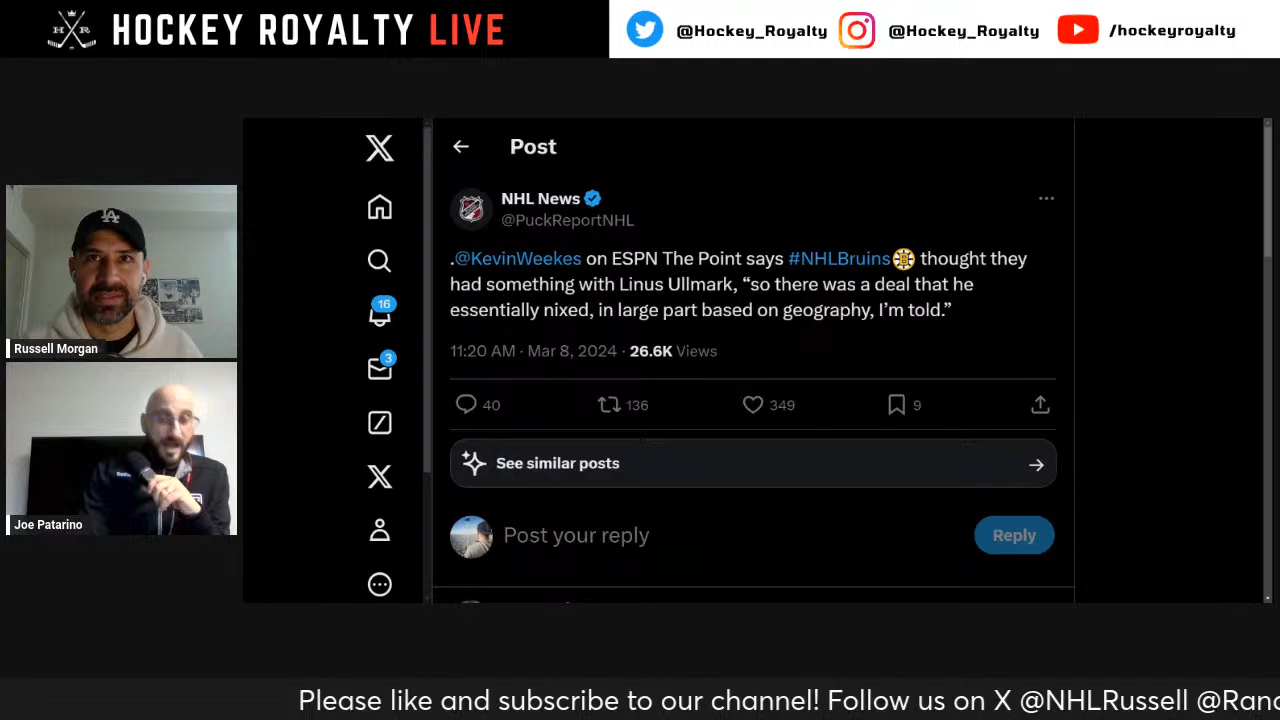 HOCKEY ROYALTY LIVE
@Hockey_Royalty
@Hockey_Royalty
/hockeyroyalty
H R
Post
NHL News
@PuckReportNHL
.@KevinWeekes on ESPN The Point says #NHLBruins thought they
had something with Linus Ullmark, “so there was a deal that he
essentially nixed, in large part based on geography, I’m told.”
11:20 AM · Mar 8, 2024 · 26.6K Views
40 136 349 9
See similar posts
Post your reply
Reply
16
3
LA
Russell Morgan
Joe Patarino
Please like and subscribe to our channel! Follow us on X @NHLRussell @Ran